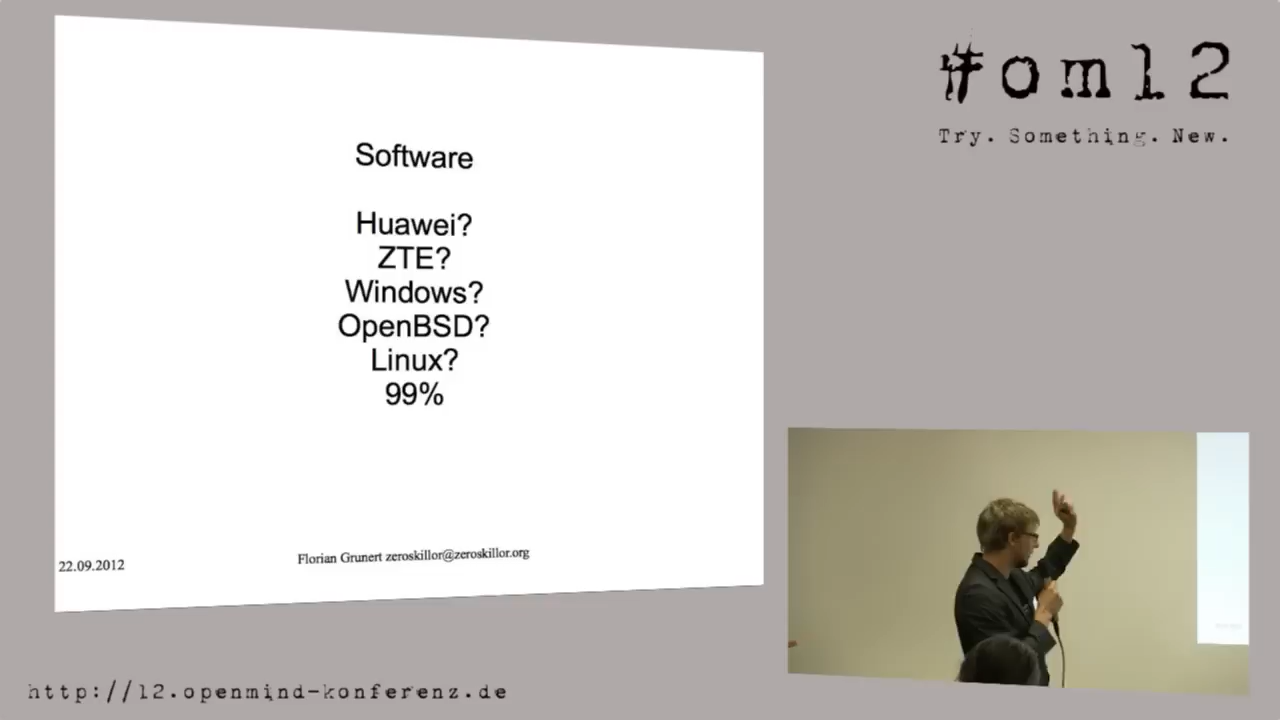 #om12
Try. Something. New.
Software
Huawei?
ZTE?
Windows?
OpenBSD?
Linux?
99%
22.09.2012
Florian Grunert zeroskillor@zeroskillor.org
http://12.openmind-konferenz.de